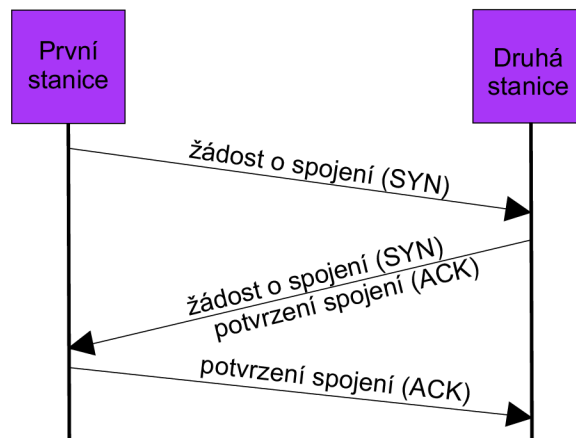 První
stanice
Druhá
stanice
žádost o spojení (SYN)
žádost o spojení (SYN)
potvrzení spojení (ACK)
potvrzení spojení (ACK)